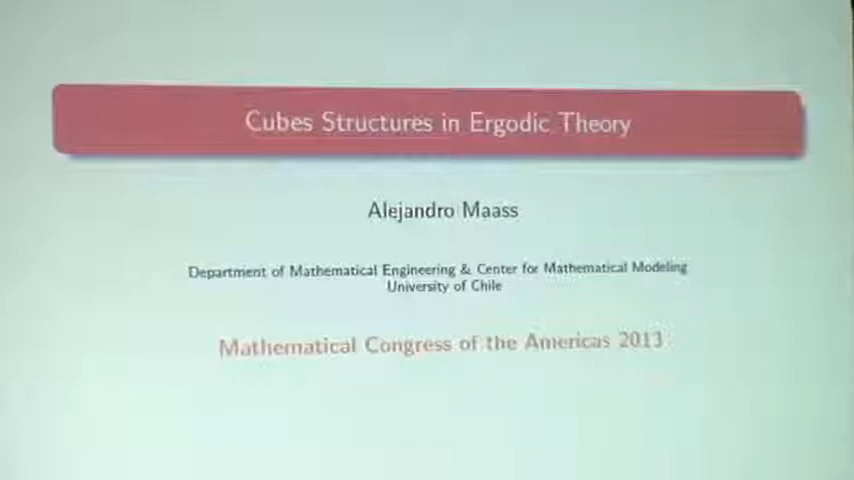 Cubes Structures in Ergodic Theory
Alejandro Maass
Department of Mathematical Engineering & Center for Mathematical Modeling
University of Chile
Mathematical Congress of the Americas 2013